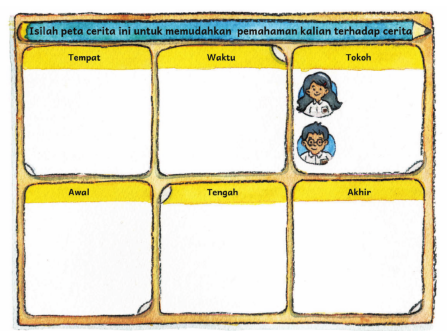 Isilah peta cerita ini untuk memudahkan pemahaman kalian terhadap cerita
Tempat
Waktu
Tokoh
Awal
Tengah
Akhir